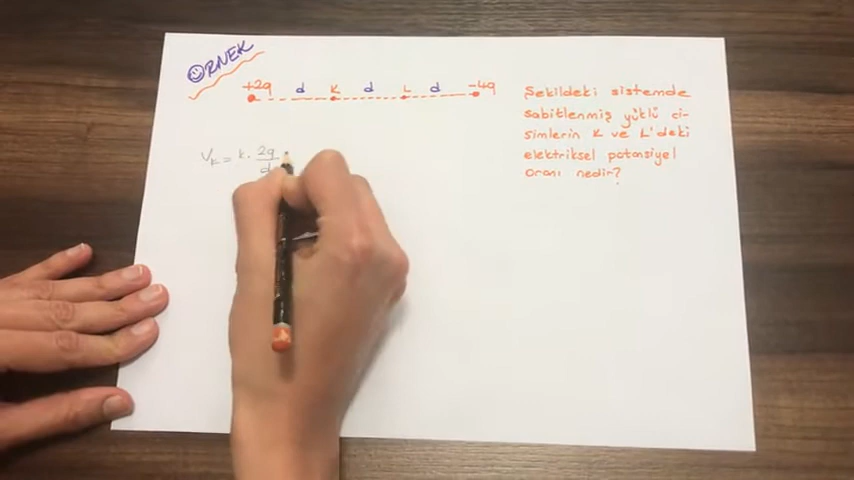 ÖRNEK
+2q d K d L d -4q
Şekildeki sistemde
sabitlenmiş yüklü ci-
simlerin K ve L'deki
elektriksel potansiyel
oranı nedir?
VK = k. 2q/d